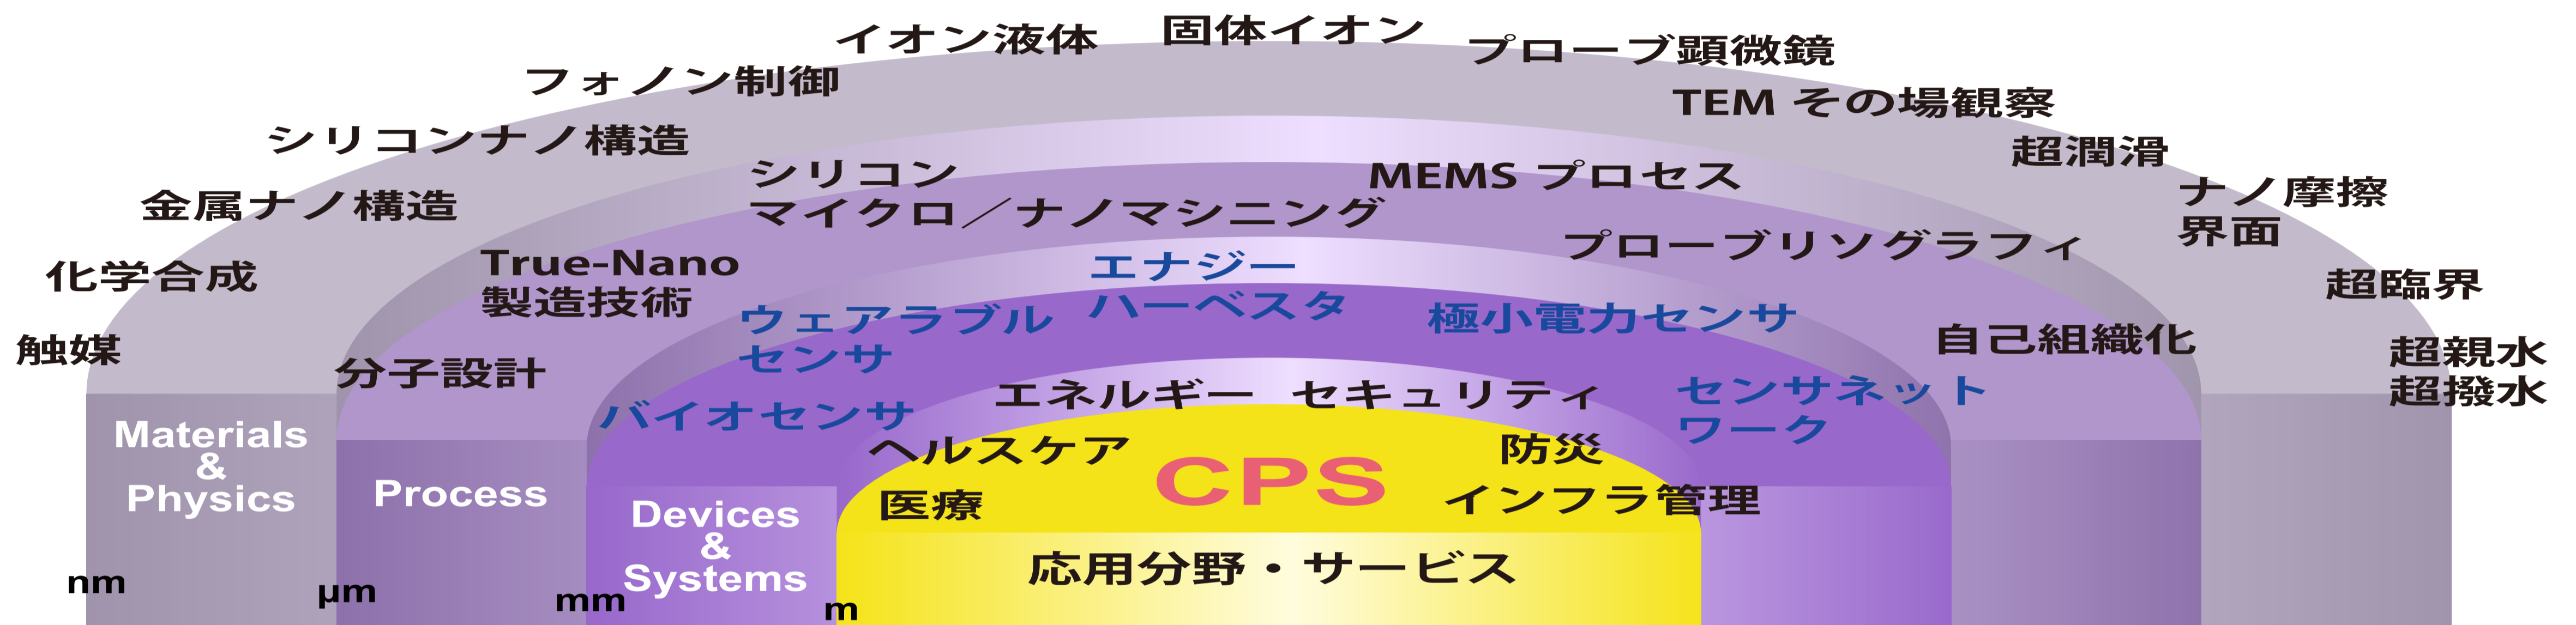 イオン液体
固体イオン
プローブ顕微鏡
フォノン制御
TEM その場観察
シリコンナノ構造
超潤滑
金属ナノ構造
ナノ摩擦
界面
化学合成
超臨界
触媒
超親水
超撥水
シリコン
マイクロ／ナノマシニング
MEMS プロセス
True-Nano
製造技術
プローブリソグラフィ
分子設計
自己組織化
エナジー
ハーベスタ
ウェアラブル
センサ
極小電力センサ
バイオセンサ
センサネット
ワーク
エネルギー
セキュリティ
ヘルスケア
防災
CPS
医療
インフラ管理
応用分野・サービス
Materials
&
Physics
Process
Devices
&
Systems
nm
µm
mm
m